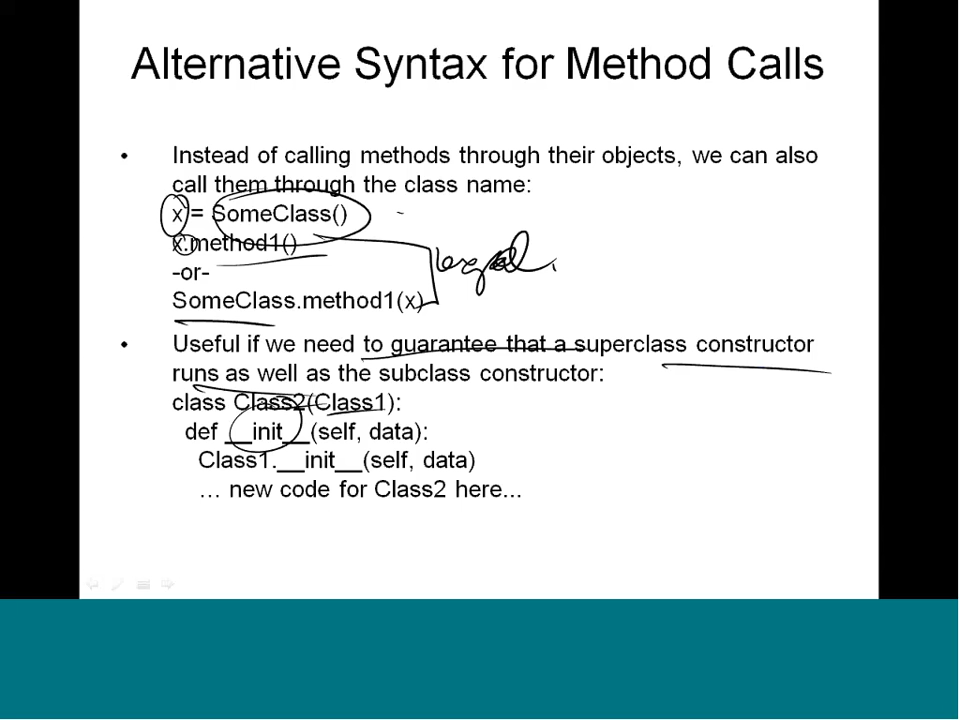 Alternative Syntax for Method Calls
• Instead of calling methods through their objects, we can also
call them through the class name:
x = SomeClass()
x.method1()
-or-
SomeClass.method1(x)
• Useful if we need to guarantee that a superclass constructor
runs as well as the subclass constructor:
class Class2(Class1):
def __init__(self, data):
Class1.__init__(self, data)
… new code for Class2 here...